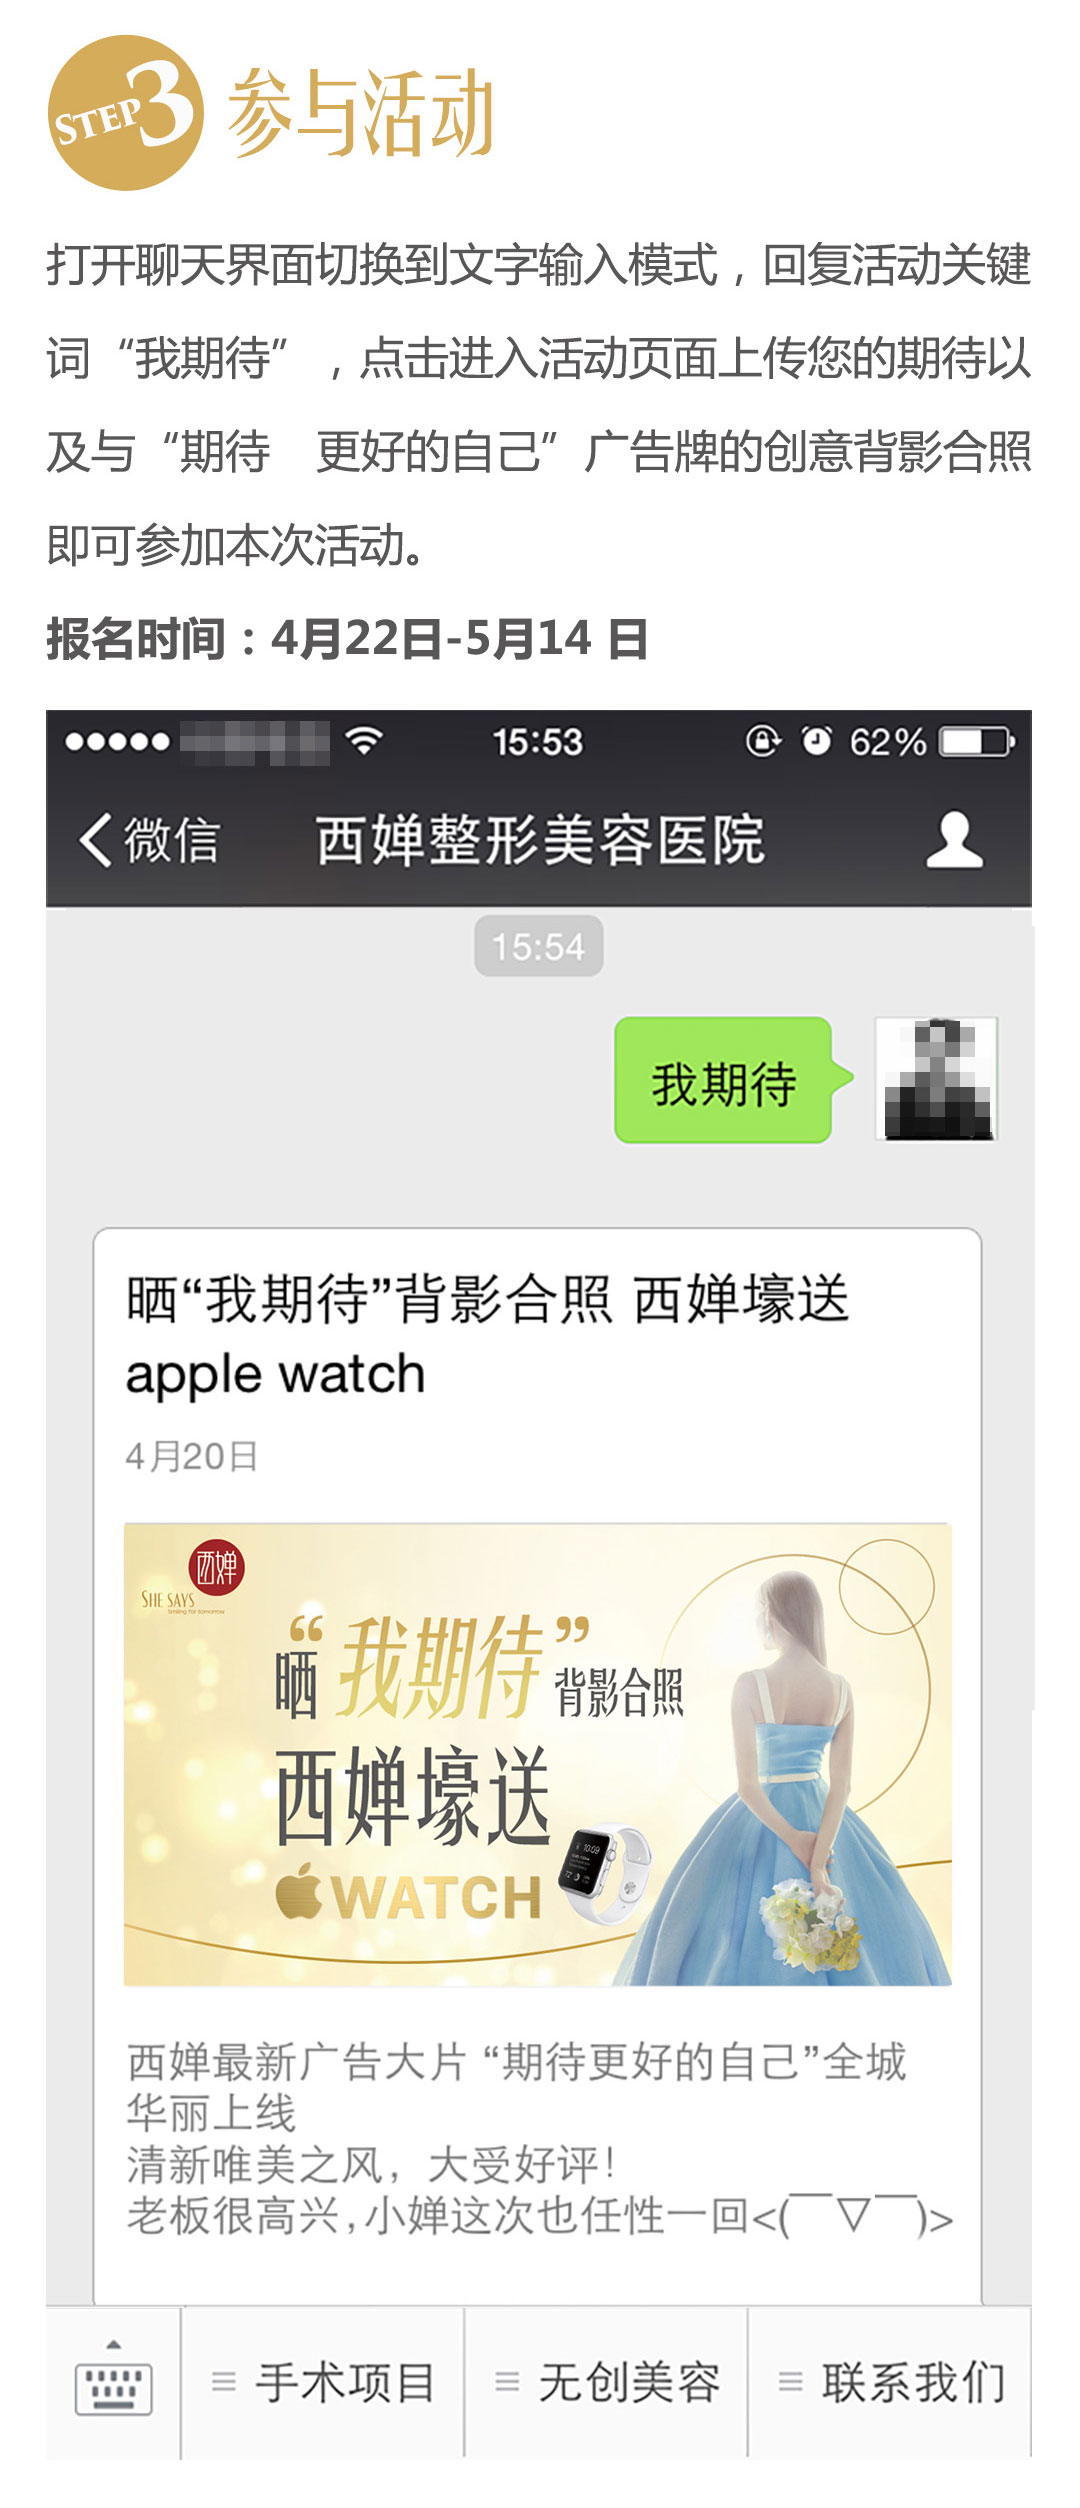 STEP 3 参与活动
打开聊天界面切换到文字输入模式，回复活动关键
词“我期待”，点击进入活动页面上传您的期待以
及与“期待 更好的自己”广告牌的创意背影合照
即可参加本次活动。
报名时间：4月22日-5月14 日
15:53 62%
微信 西婵整形美容医院
15:54
我期待
晒“我期待”背影合照 西婵壕送
apple watch
4月20日
西婵
SHE SAYS
Smiling for tomorrow
晒“我期待”背影合照
西婵壕送
WATCH
10:09
72
西婵最新广告大片 “期待更好的自己”全城
华丽上线
清新唯美之风，大受好评！
老板很高兴，小婵这次也任性一回<(￣▽￣)>
手术项目 无创美容 联系我们